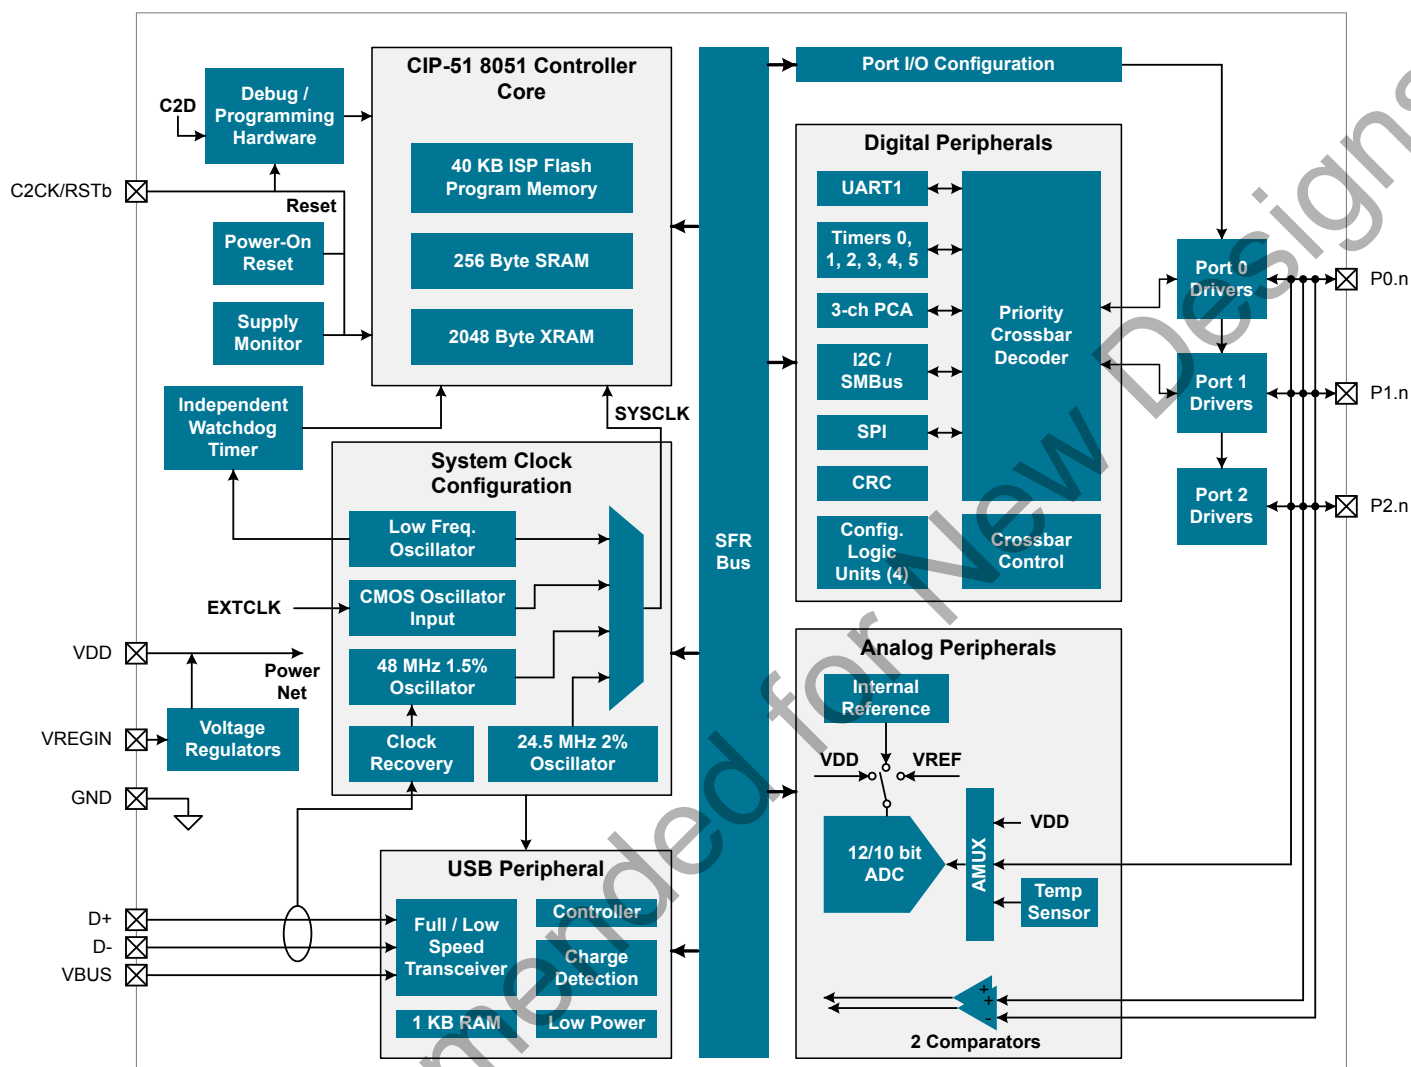 CIP-51 8051 Controller
Core
40 KB ISP Flash
Program Memory
256 Byte SRAM
2048 Byte XRAM
Debug /
Programming
Hardware
C2D
C2CK/RSTb
Reset
Power-On
Reset
Supply
Monitor
Independent
Watchdog
Timer
SYSCLK
System Clock
Configuration
Low Freq.
Oscillator
CMOS Oscillator
Input
EXTCLK
48 MHz 1.5%
Oscillator
Clock
Recovery
24.5 MHz 2%
Oscillator
VDD
Power
Net
VREGIN
Voltage
Regulators
GND
USB Peripheral
Full / Low
Speed
Transceiver
Controller
Charge
Detection
1 KB RAM
Low Power
D+
D-
VBUS
SFR
Bus
Port I/O Configuration
Digital Peripherals
UART1
Timers 0,
1, 2, 3, 4, 5
3-ch PCA
I2C /
SMBus
SPI
CRC
Config.
Logic
Units (4)
Priority
Crossbar
Decoder
Crossbar
Control
Port 0
Drivers
P0.n
Port 1
Drivers
P1.n
Port 2
Drivers
P2.n
Analog Peripherals
Internal
Reference
VDD
VREF
12/10 bit
ADC
AMUX
VDD
Temp
Sensor
+
+
-
2 Comparators
mended for New Designs